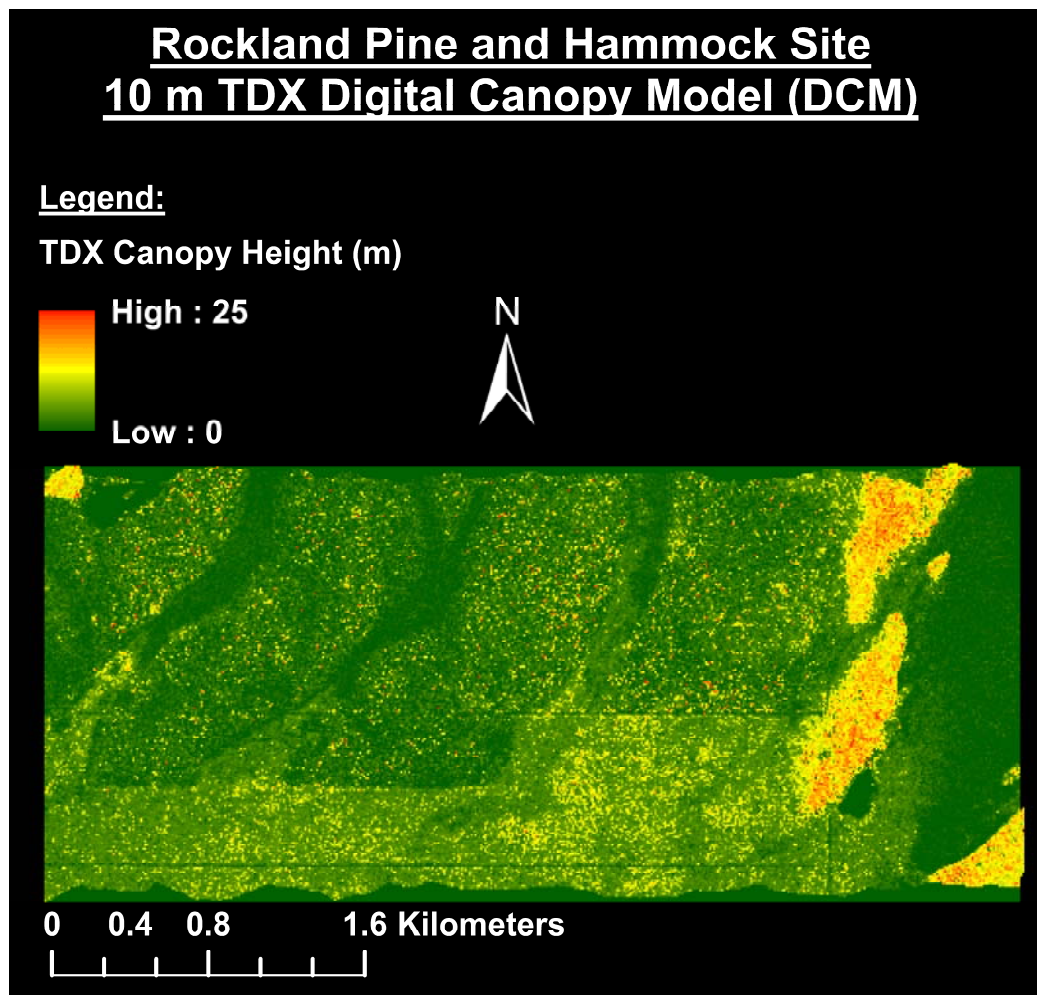 Rockland Pine and Hammock Site
10 m TDX Digital Canopy Model (DCM)
Legend:
TDX Canopy Height (m)
High : 25
Low : 0
N
0 0.4 0.8 1.6 Kilometers